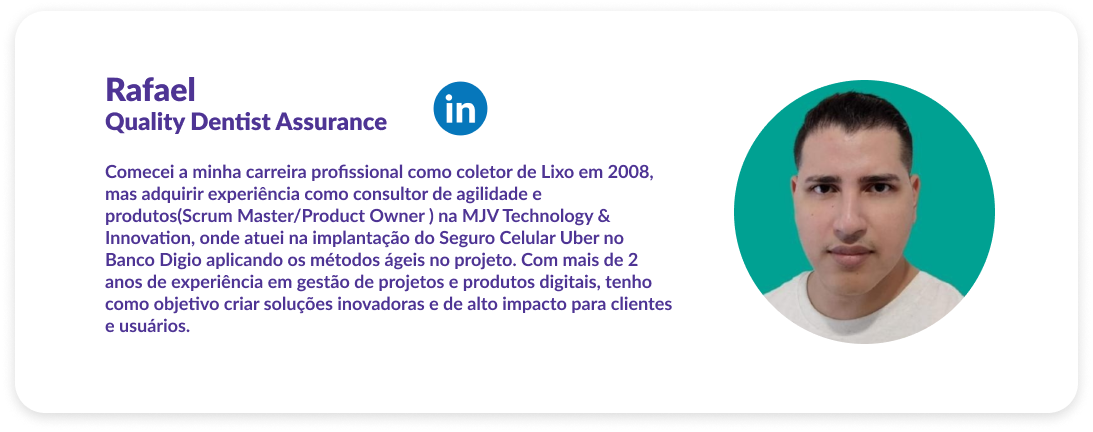 Rafael
Quality Dentist Assurance
in
Comecei a minha carreira profissional como coletor de Lixo em 2008,
mas adquirir experiência como consultor de agilidade e
produtos(Scrum Master/Product Owner ) na MJV Technology &
Innovation, onde atuei na implantação do Seguro Celular Uber no
Banco Digio aplicando os métodos ágeis no projeto. Com mais de 2
anos de experiência em gestão de projetos e produtos digitais, tenho
como objetivo criar soluções inovadoras e de alto impacto para clientes
e usuários.